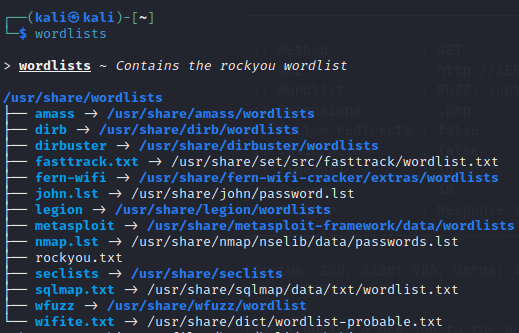 ┌──(kali㉿kali)-[~]
└─$ wordlists
> wordlists ~ Contains the rockyou wordlist
/usr/share/wordlists
├── amass → /usr/share/amass/wordlists
├── dirb → /usr/share/dirb/wordlists
├── dirbuster → /usr/share/dirbuster/wordlists
├── fasttrack.txt → /usr/share/set/src/fasttrack/wordlist.txt
├── fern-wifi → /usr/share/fern-wifi-cracker/extras/wordlists
├── john.lst → /usr/share/john/password.lst
├── legion → /usr/share/legion/wordlists
├── metasploit → /usr/share/metasploit-framework/data/wordlists
├── nmap.lst → /usr/share/nmap/nselib/data/passwords.lst
├── rockyou.txt
├── seclists → /usr/share/seclists
├── sqlmap.txt → /usr/share/sqlmap/data/txt/wordlist.txt
├── wfuzz → /usr/share/wfuzz/wordlist
└── wifite.txt → /usr/share/dict/wordlist-probable.txt